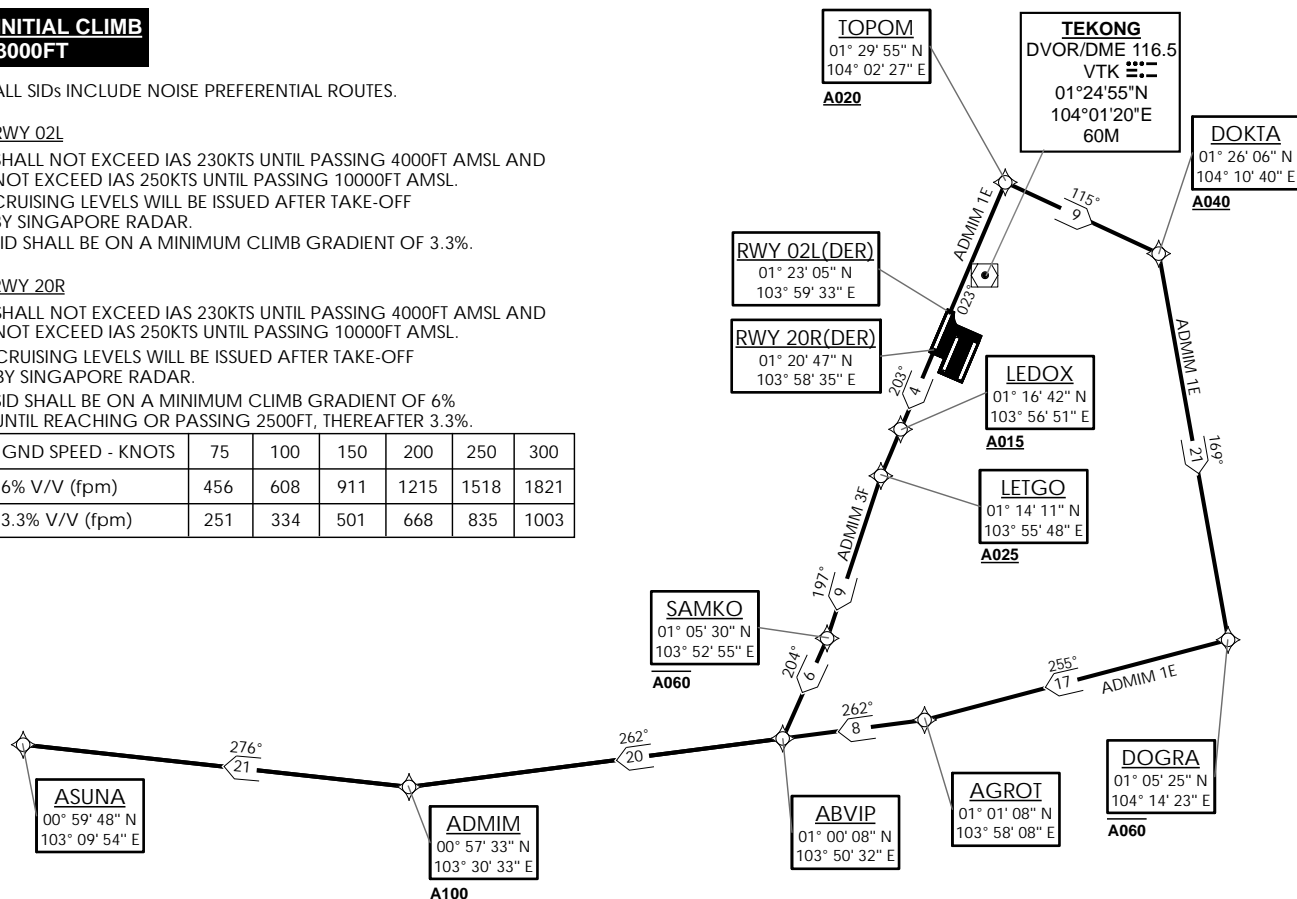 NITIAL CLIMB
3000FT
ALL SIDs INCLUDE NOISE PREFERENTIAL ROUTES.
RWY 02L
SHALL NOT EXCEED IAS 230KTS UNTIL PASSING 4000FT AMSL AND
NOT EXCEED IAS 250KTS UNTIL PASSING 10000FT AMSL.
CRUISING LEVELS WILL BE ISSUED AFTER TAKE-OFF
BY SINGAPORE RADAR.
SID SHALL BE ON A MINIMUM CLIMB GRADIENT OF 3.3%.
RWY 20R
SHALL NOT EXCEED IAS 230KTS UNTIL PASSING 4000FT AMSL AND
NOT EXCEED IAS 250KTS UNTIL PASSING 10000FT AMSL.
CRUISING LEVELS WILL BE ISSUED AFTER TAKE-OFF
BY SINGAPORE RADAR.
SID SHALL BE ON A MINIMUM CLIMB GRADIENT OF 6%
UNTIL REACHING OR PASSING 2500FT, THEREAFTER 3.3%.
GND SPEED - KNOTS 75 100 150 200 250 300
6% V/V (fpm) 456 608 911 1215 1518 1821
3.3% V/V (fpm) 251 334 501 668 835 1003
TOPOM
01° 29' 55" N
104° 02' 27" E
A020
TEKONG
DVOR/DME 116.5
VTK
01°24'55"N
104°01'20"E
60M
DOKTA
01° 26' 06" N
104° 10' 40" E
A040
115°
9
ADMIM 1E
023°
RWY 02L(DER)
01° 23' 05" N
103° 59' 33" E
RWY 20R(DER)
01° 20' 47" N
103° 58' 35" E
203°
4
LEDOX
01° 16' 42" N
103° 56' 51" E
A015
ADMIM 1E
169°
21
LETGO
01° 14' 11" N
103° 55' 48" E
A025
ADMIM 3F
197°
9
SAMKO
01° 05' 30" N
103° 52' 55" E
A060
204°
6
255°
17
ADMIM 1E
262°
8
262°
20
276°
21
DOGRA
01° 05' 25" N
104° 14' 23" E
A060
AGROT
01° 01' 08" N
103° 58' 08" E
ABVIP
01° 00' 08" N
103° 50' 32" E
ADMIM
00° 57' 33" N
103° 30' 33" E
A100
ASUNA
00° 59' 48" N
103° 09' 54" E